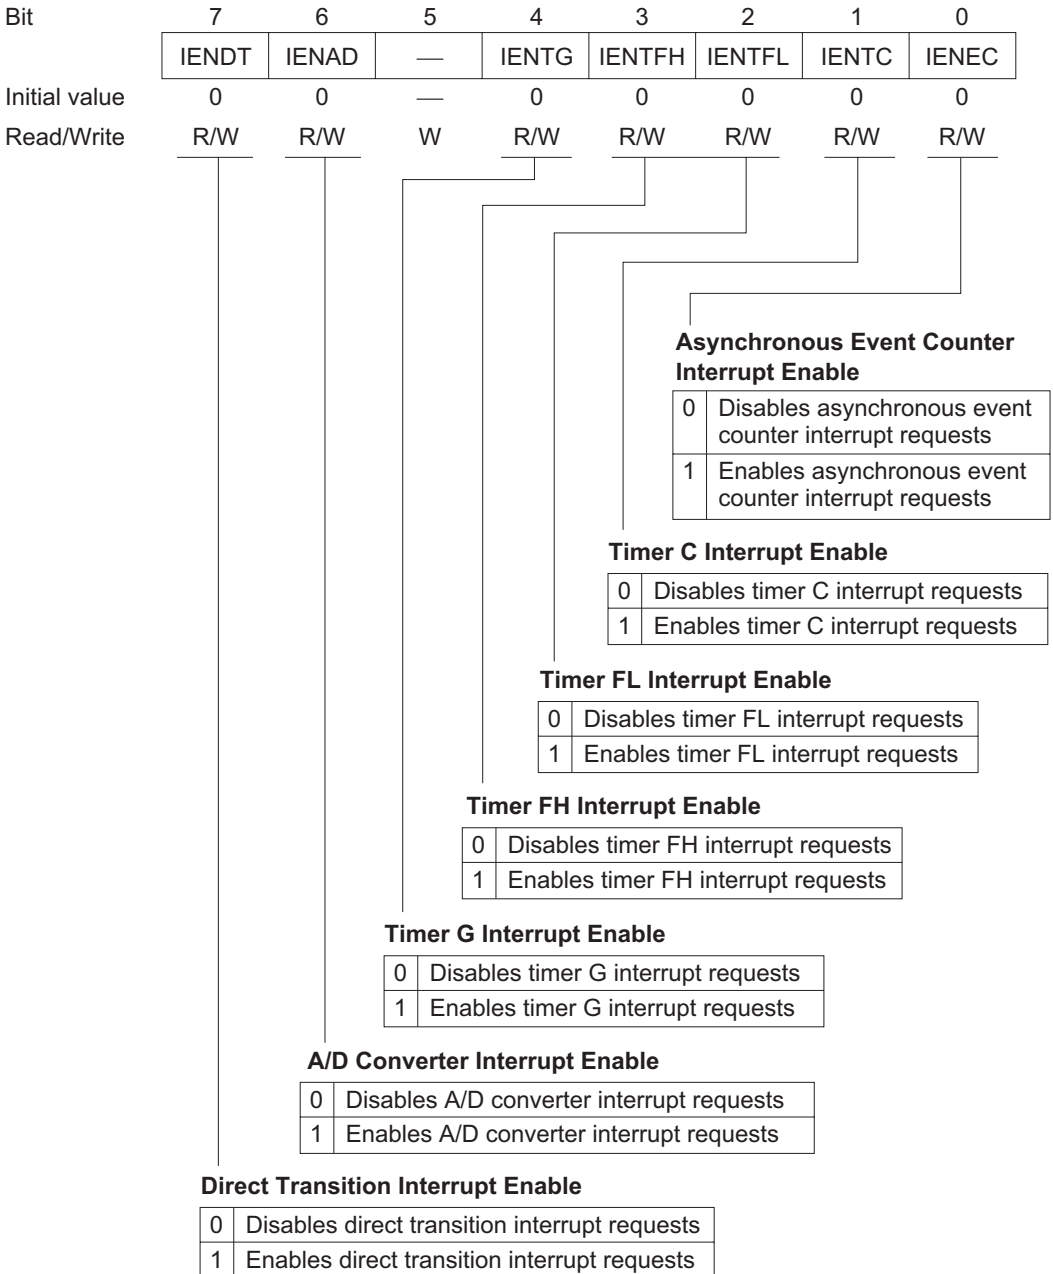 Bit 7 6 5 4 3 2 1 0
IENDT IENAD — IENTG IENTFH IENTFL IENTC IENEC
Initial value 0 0 — 0 0 0 0 0
Read/Write R/W R/W W R/W R/W R/W R/W R/W
Asynchronous Event Counter
Interrupt Enable
0 Disables asynchronous event
counter interrupt requests
1 Enables asynchronous event
counter interrupt requests
Timer C Interrupt Enable
0 Disables timer C interrupt requests
1 Enables timer C interrupt requests
Timer FL Interrupt Enable
0 Disables timer FL interrupt requests
1 Enables timer FL interrupt requests
Timer FH Interrupt Enable
0 Disables timer FH interrupt requests
1 Enables timer FH interrupt requests
Timer G Interrupt Enable
0 Disables timer G interrupt requests
1 Enables timer G interrupt requests
A/D Converter Interrupt Enable
0 Disables A/D converter interrupt requests
1 Enables A/D converter interrupt requests
Direct Transition Interrupt Enable
0 Disables direct transition interrupt requests
1 Enables direct transition interrupt requests